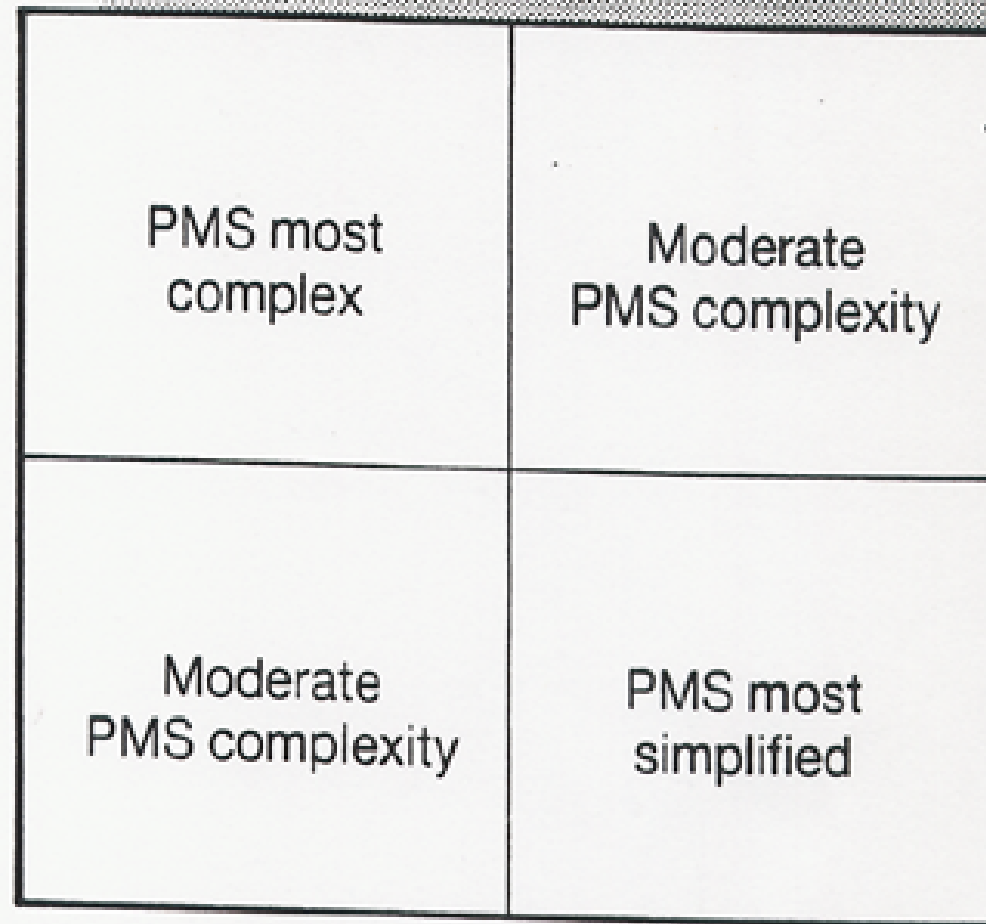 PMS most
complex
Moderate
PMS complexity
Moderate
PMS complexity
PMS most
simplified